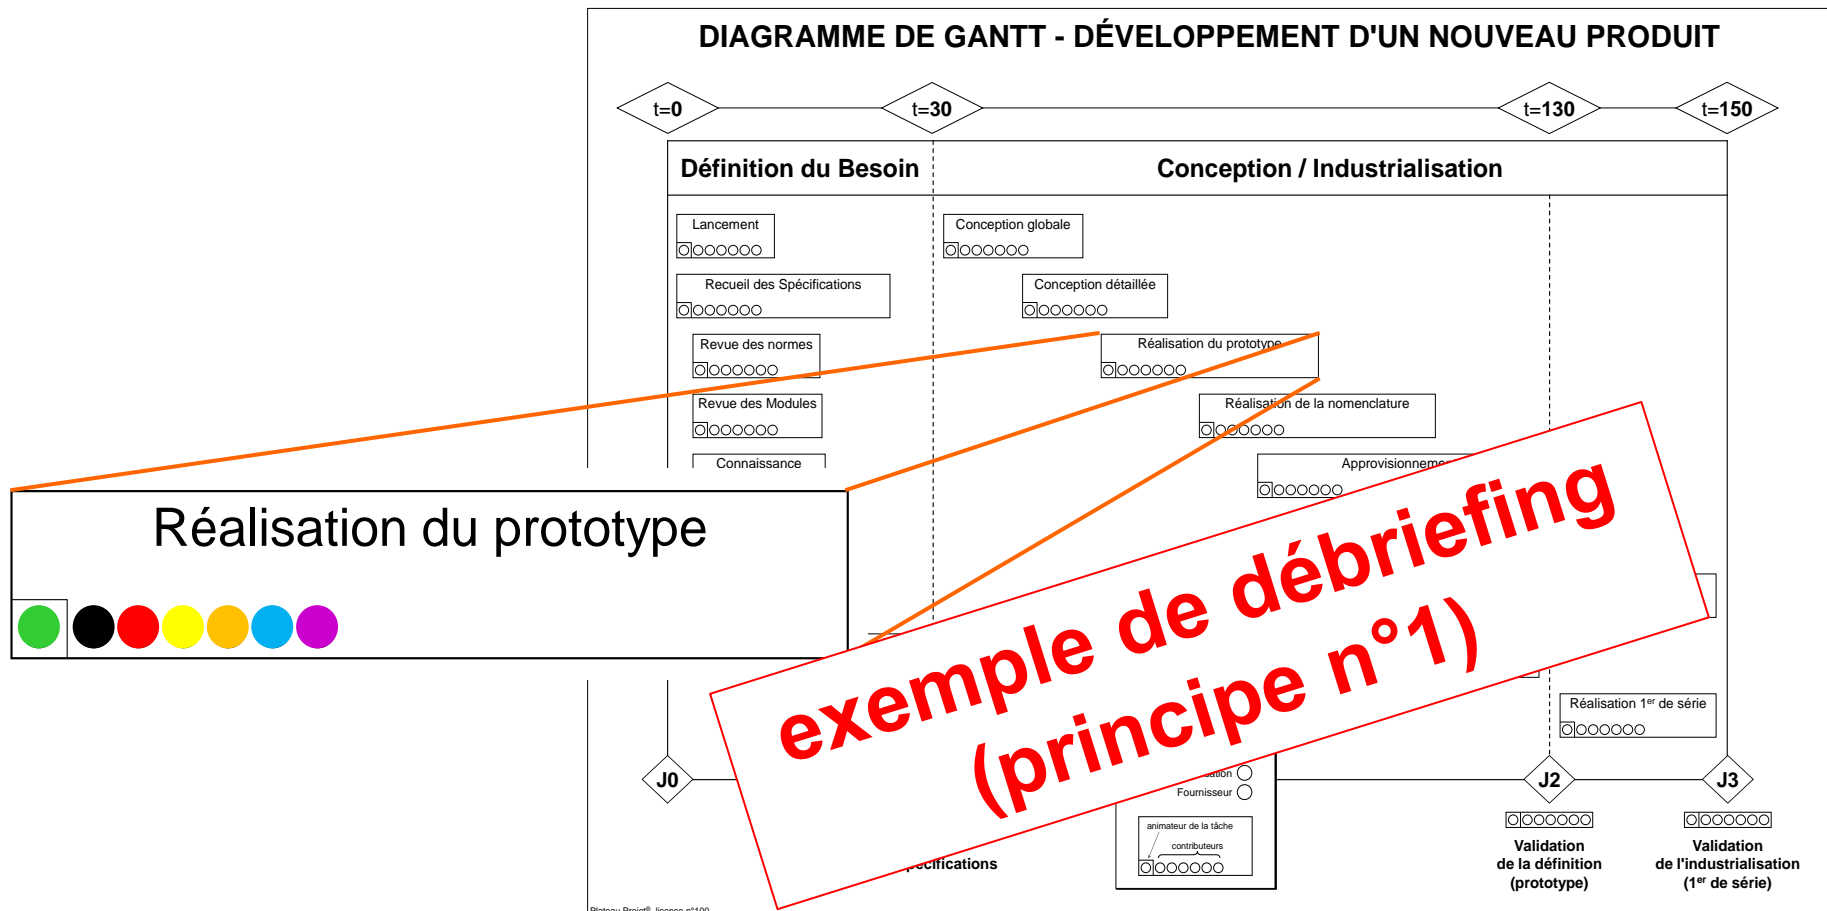 DIAGRAMME DE GANTT - DÉVELOPPEMENT D'UN NOUVEAU PRODUIT
t=0
t=30
t=130
t=150
Définition du Besoin
Conception / Industrialisation
Lancement
Conception globale
Recueil des Spécifications
Conception détaillée
Revue des normes
Réalisation du prototype
Revue des Modules
Réalisation de la nomenclature
Connaissance
Réalisation du prototype
exemple de débriefing
(principe n°1)
Réalisation 1er de série
J0
J2
J3
Fournisseur
animateur de la tâche
contributeurs
Validation
de la définition
(prototype)
Validation
de l'industrialisation
(1er de série)